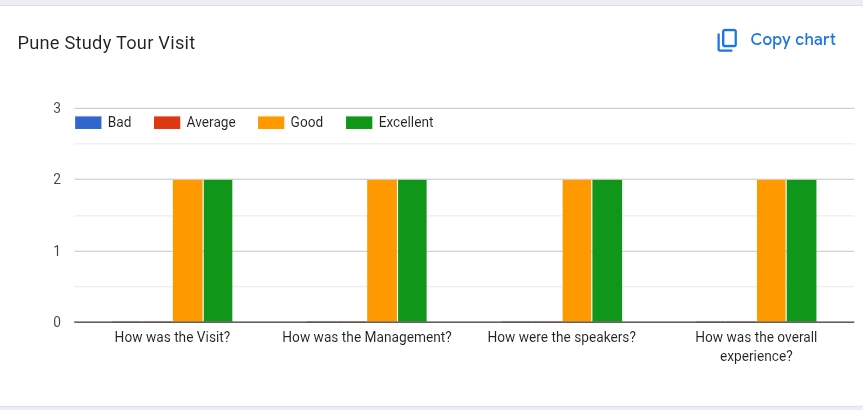 Pune Study Tour Visit
Copy chart
3
Bad Average Good Excellent
2
1
0
How was the Visit? How was the Management? How were the speakers? How was the overall
experience?